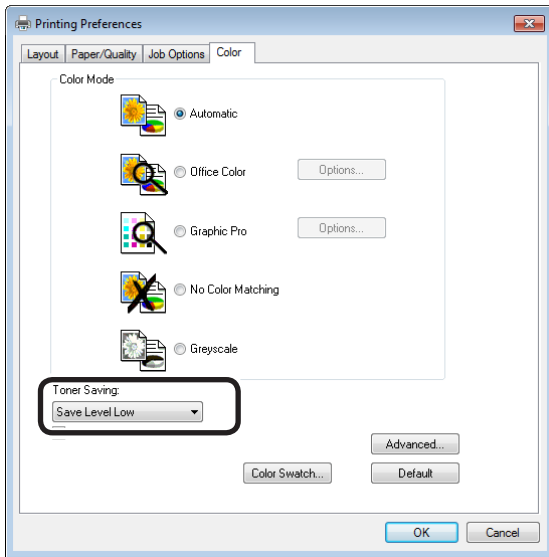 Printing Preferences
Layout Paper/Quality Job Options Color
Color Mode
Automatic
Office Color Options...
Graphic Pro Options...
No Color Matching
Greyscale
Toner Saving:
Save Level Low
Advanced...
Color Swatch... Default
OK Cancel